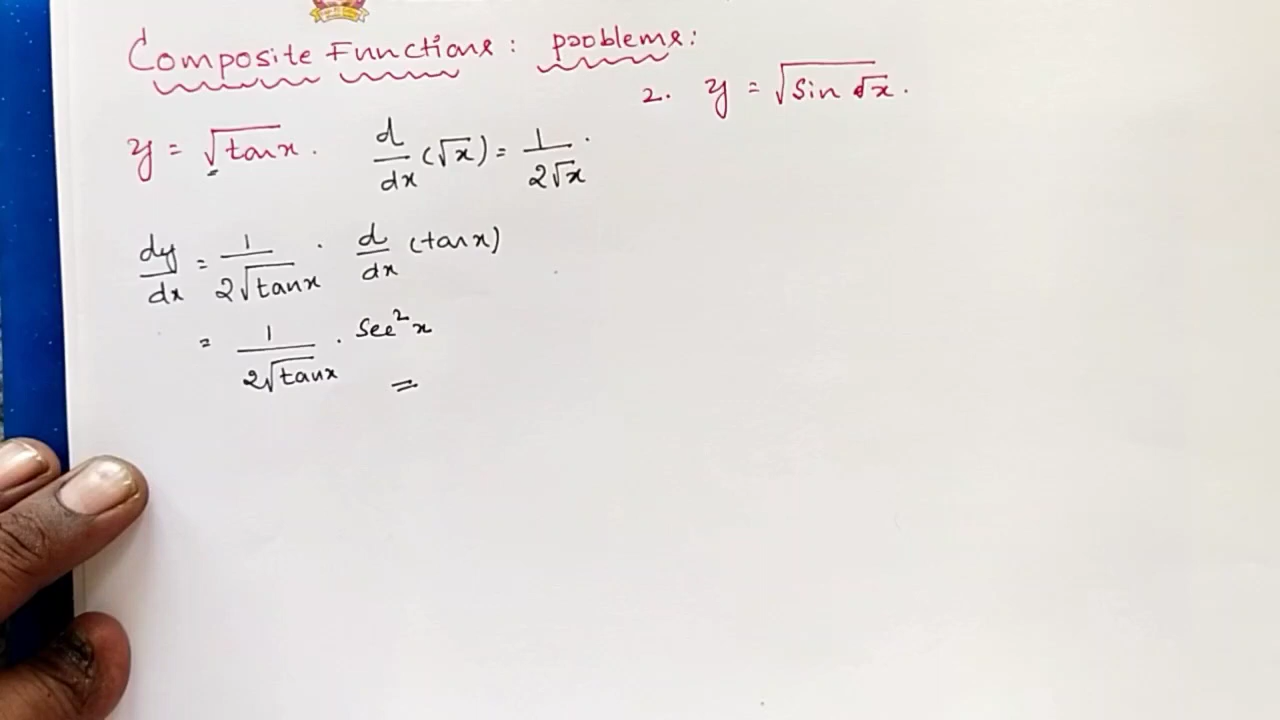 Composite Functions: problems:
y = √tanx. d/dx (√x) = 1/2√x.
dy/dx = 1/2√tanx . d/dx (tanx)
= 1/2√tanx . Sec²x
2. y = √(Sin √x).